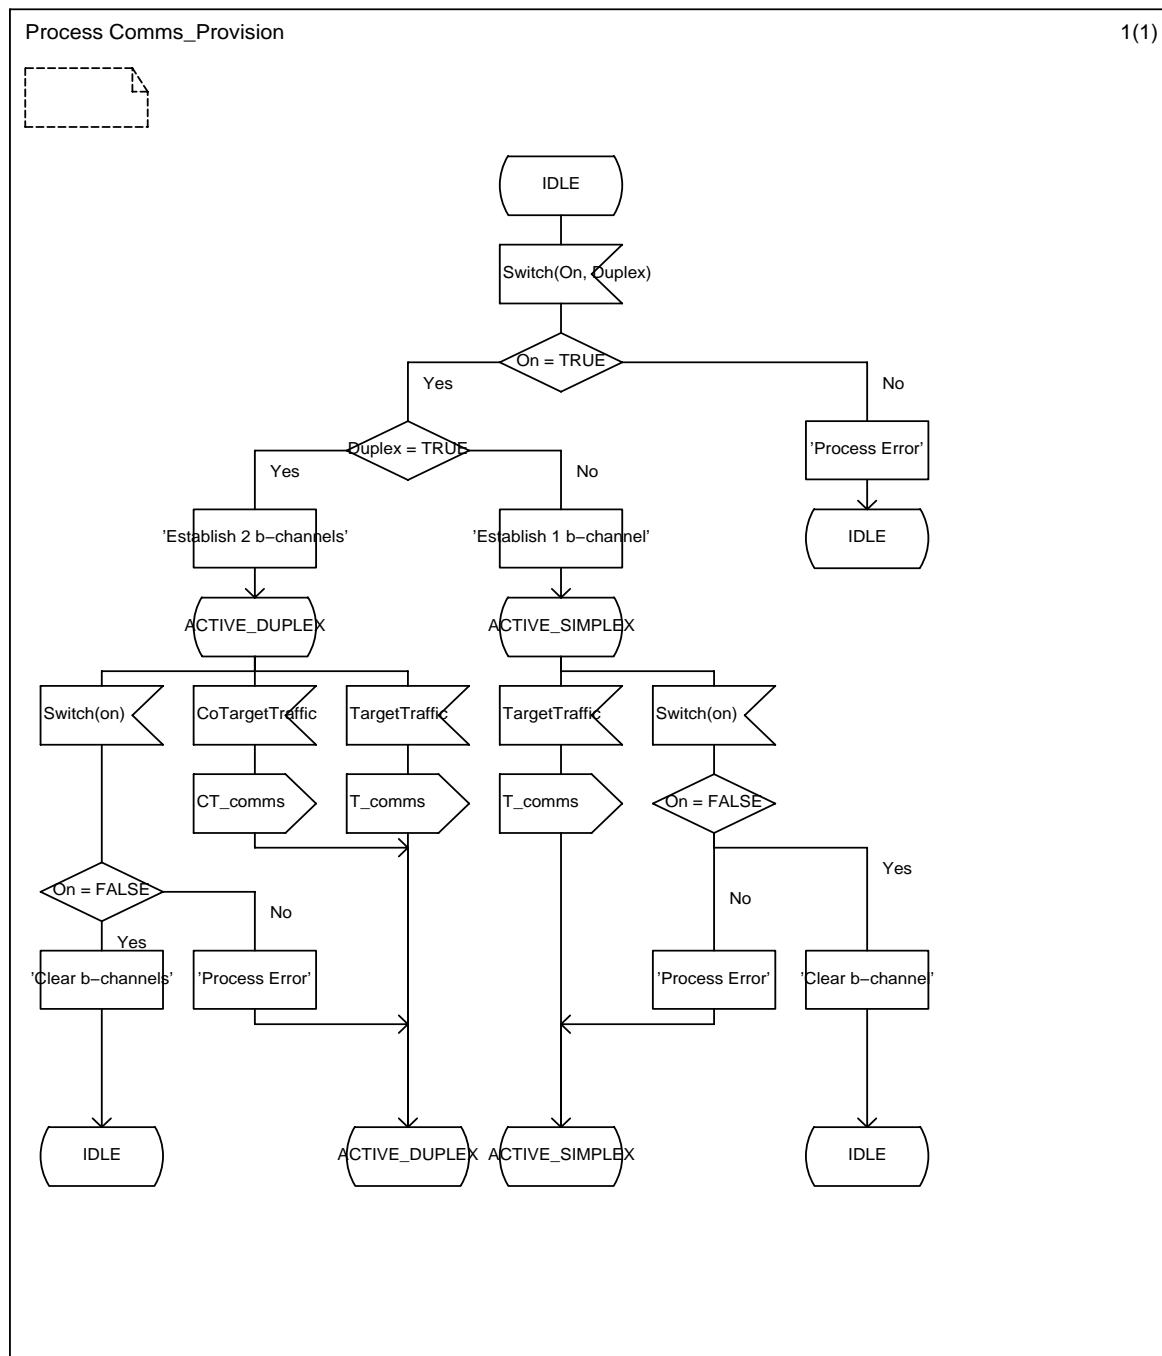 Process Comms_Provision
1(1)
IDLE
Switch(On, Duplex)
On = TRUE
Yes
No
Duplex = TRUE
'Process Error'
Yes
No
'Establish 2 b−channels'
'Establish 1 b−channel'
IDLE
ACTIVE_DUPLEX
ACTIVE_SIMPLEX
Switch(on)
CoTargetTraffic
TargetTraffic
TargetTraffic
Switch(on)
CT_comms
T_comms
T_comms
On = FALSE
Yes
On = FALSE
No
No
Yes
'Clear b−channels'
'Process Error'
'Process Error'
'Clear b−channel'
IDLE
ACTIVE_DUPLEX
ACTIVE_SIMPLEX
IDLE